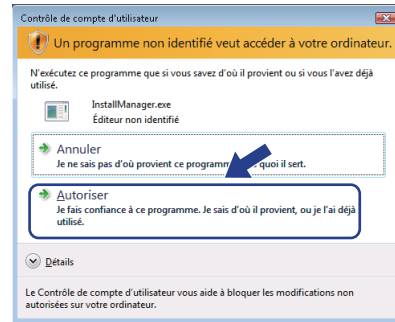 Contrôle de compte d'utilisateur
Un programme non identifié veut accéder à votre ordinateur.
N'exécutez ce programme que si vous savez d'où il provient ou si vous l'avez déjà
utilisé.
InstallManager.exe
Éditeur non identifié
Annuler
Je ne sais pas d'où provient ce programme quoi il sert.
Autoriser
Je fais confiance à ce programme. Je sais d'où il provient, ou je l'ai déjà
utilisé.
Détails
Le Contrôle de compte d'utilisateur vous aide à bloquer les modifications non
autorisées sur votre ordinateur.